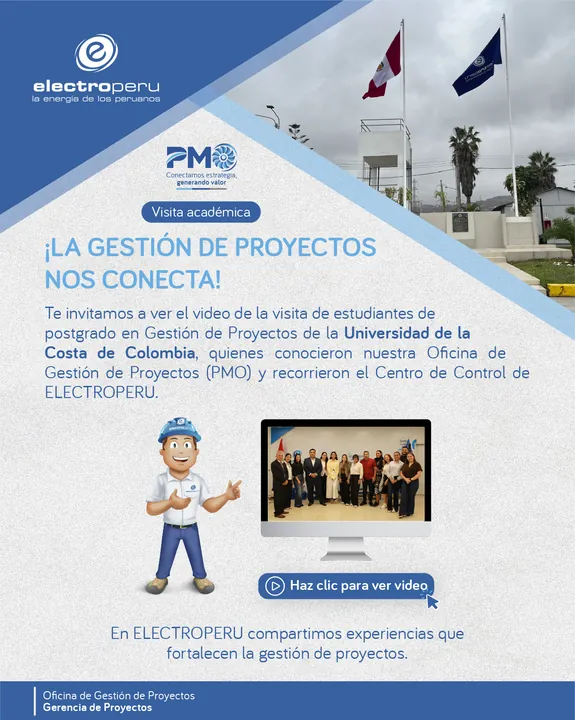 electroperu
la energía de los peruanos
PMO
Conectamos estrategia,
generando valor
Visita académica
¡LA GESTIÓN DE PROYECTOS
NOS CONECTA!
Te invitamos a ver el video de la visita de estudiantes de
postgrado en Gestión de Proyectos de la Universidad de la
Costa de Colombia, quienes conocieron nuestra Oficina de
Gestión de Proyectos (PMO) y recorrieron el Centro de Control de
ELECTROPERU.
Haz clic para ver video
En ELECTROPERU compartimos experiencias que
fortalecen la gestión de proyectos.
Oficina de Gestión de Proyectos
Gerencia de Proyectos